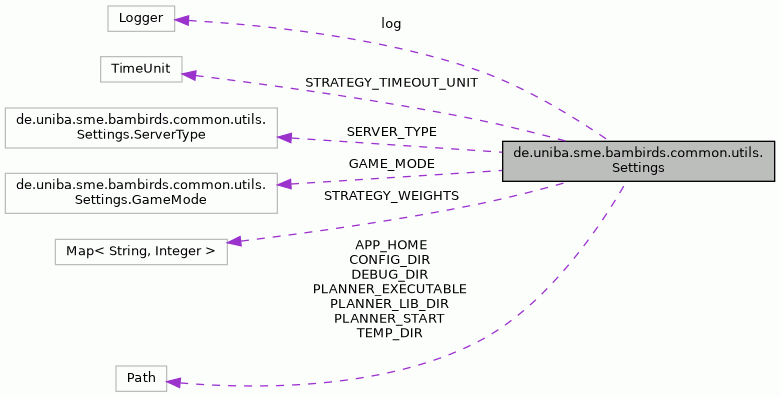 Logger
log
TimeUnit
STRATEGY_TIMEOUT_UNIT
de.uniba.sme.bambirds.common.utils.
Settings.ServerType
SERVER_TYPE
de.uniba.sme.bambirds.common.utils.
Settings
GAME_MODE
de.uniba.sme.bambirds.common.utils.
Settings.GameMode
STRATEGY_WEIGHTS
Map< String, Integer >
APP_HOME
CONFIG_DIR
DEBUG_DIR
PLANNER_EXECUTABLE
PLANNER_LIB_DIR
PLANNER_START
TEMP_DIR
Path